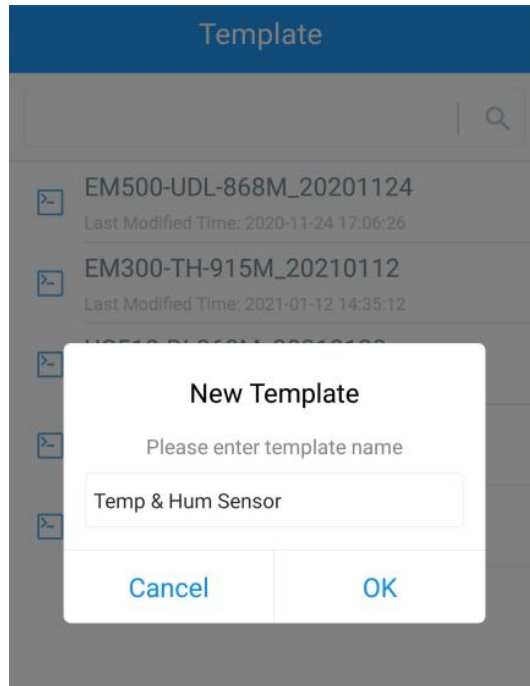 Template
EM500-UDL-868M_20201124
Last Modified Time: 2020-11-24 17:06:26
EM300-TH-915M_20210112
Last Modified Time: 2021-01-12 14:35:12
New Template
Please enter template name
Temp & Hum Sensor
Cancel
OK